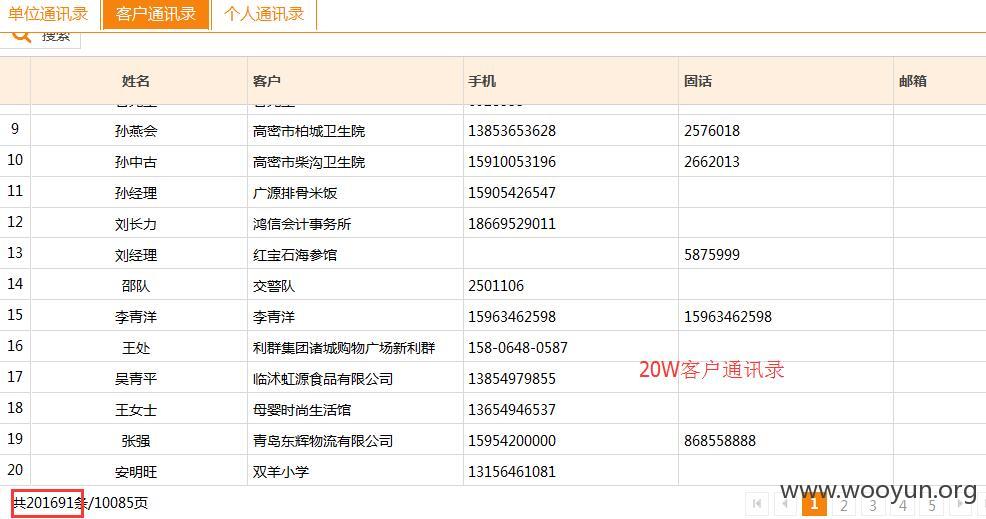 单位通讯录 客户通讯录 个人通讯录
搜索
姓名 客户 手机 固话 邮箱
9 孙燕会 高密市柏城卫生院 13853653628 2576018
10 孙中古 高密市柴沟卫生院 15910053196 2662013
11 孙经理 广源排骨米饭 15905426547
12 刘长力 鸿信会计事务所 18669529011
13 刘经理 红宝石海参馆 5875999
14 邵队 交警队 2501106
15 李青洋 李青洋 15963462598 15963462598
16 王处 利群集团诸城购物广场新利群 158-0648-0587
17 吴青平 临沭虹源食品有限公司 13854979855
20W客户通讯录
18 王女士 母婴时尚生活馆 13654946537
19 张强 青岛东辉物流有限公司 15954200000 868558888
20 安明旺 双羊小学 13156461081
共201691条/10085页 1 2 3 4 5
www.wooyun.org